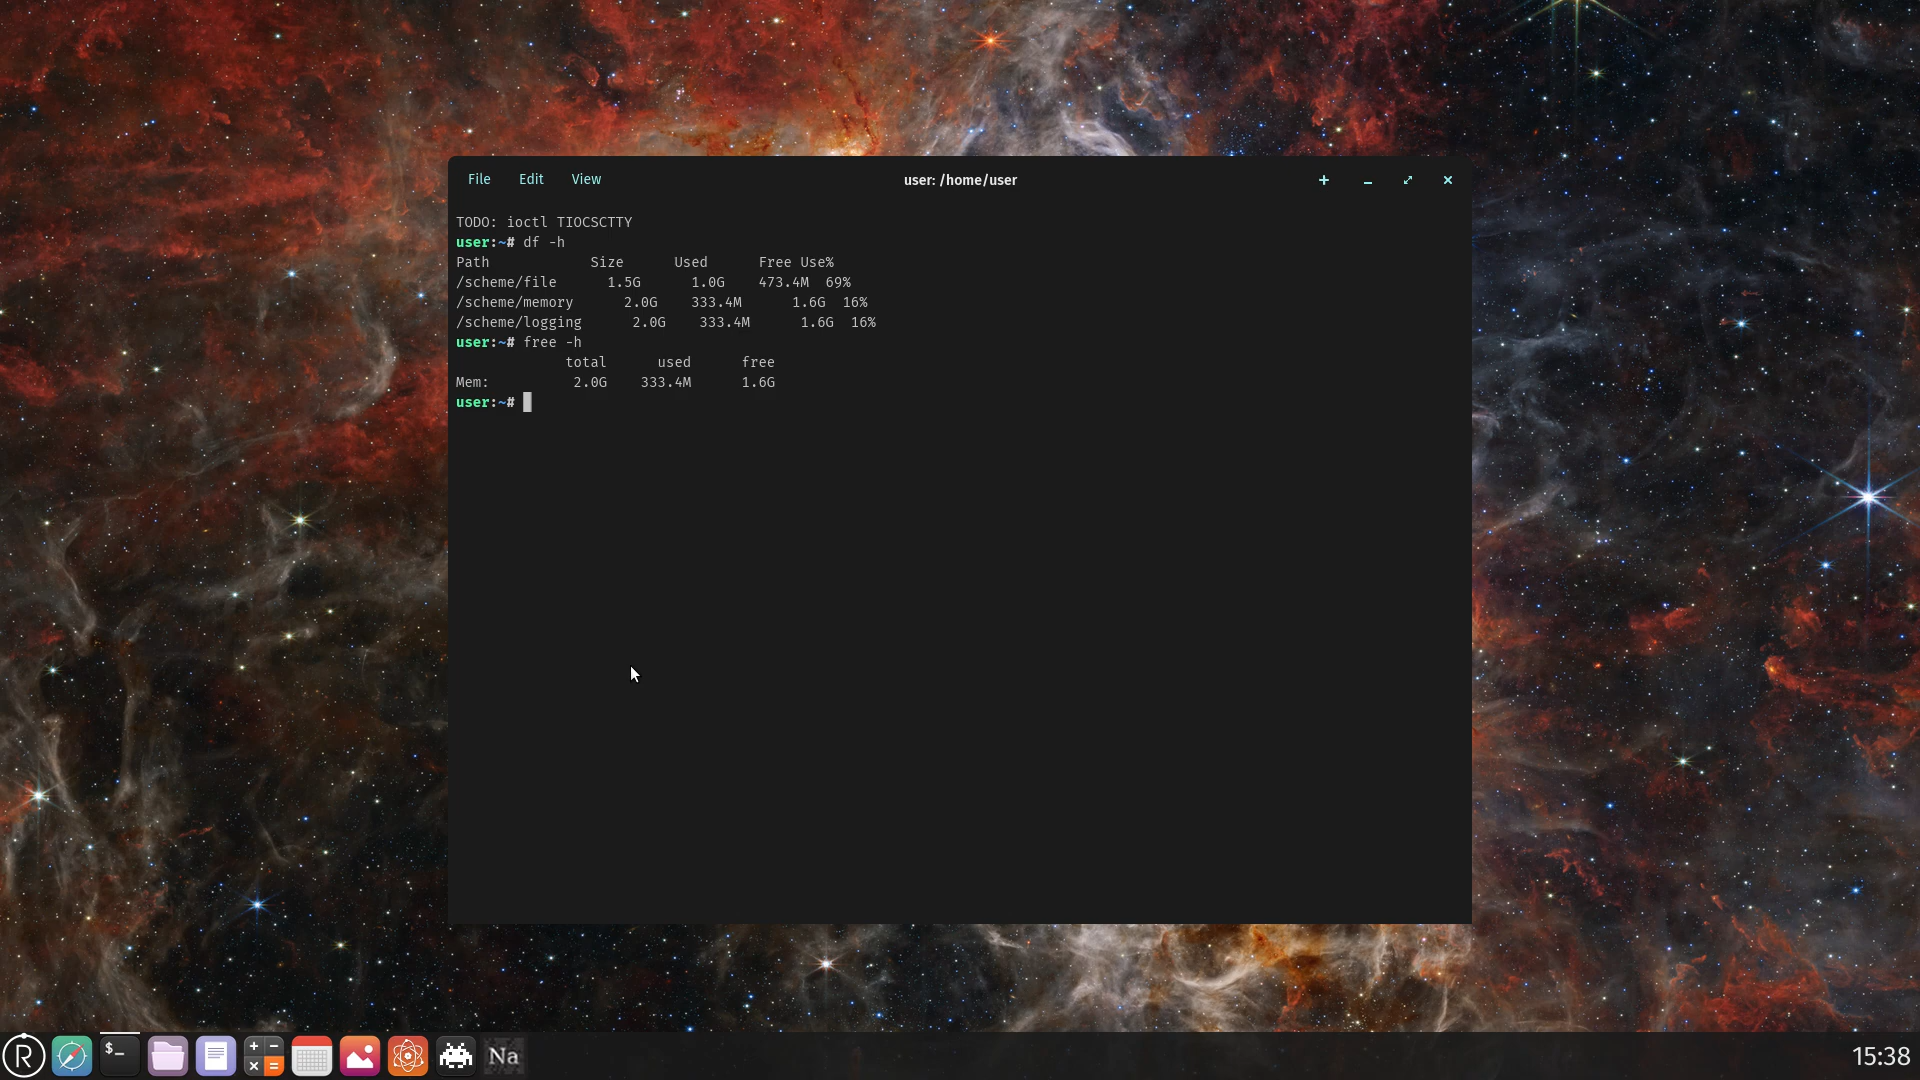 File Edit View user: /home/user
TODO: ioctl TIOCSCTTY
user:~# df -h
Path Size Used Free Use%
/scheme/file 1.5G 1.0G 473.4M 69%
/scheme/memory 2.0G 333.4M 1.6G 16%
/scheme/logging 2.0G 333.4M 1.6G 16%
user:~# free -h
total used free
Mem: 2.0G 333.4M 1.6G
user:~#
R $_ Na 15:38